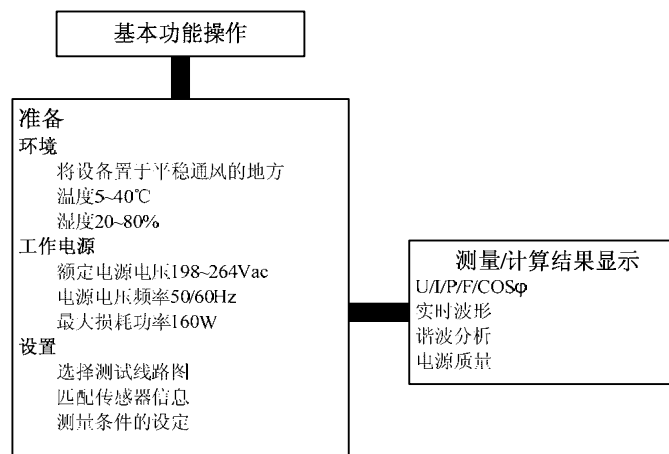 基本功能操作
准备
环境
将设备置于平稳通风的地方
温度5~40℃
湿度20~80%
工作电源
额定电源电压198~264Vac
电源电压频率50/60Hz
最大损耗功率160W
设置
选择测试线路图
匹配传感器信息
测量条件的设定
测量/计算结果显示
U/I/P/F/COSφ
实时波形
谐波分析
电源质量